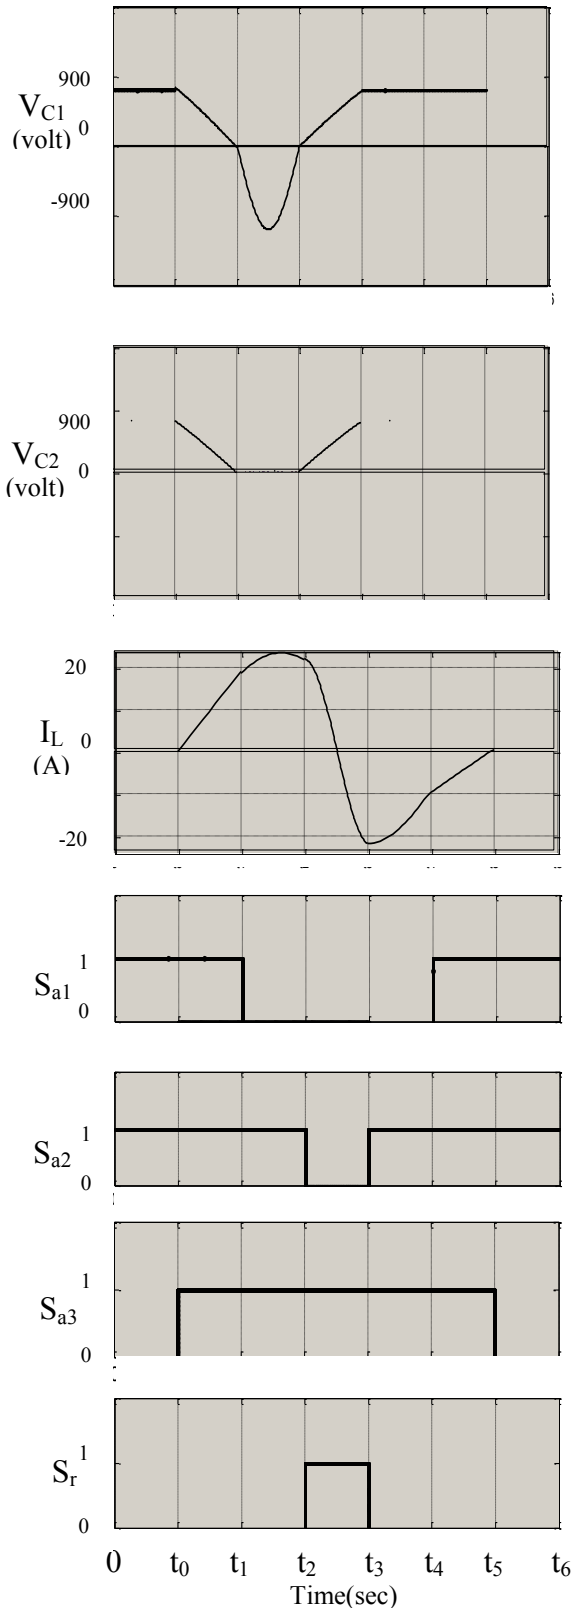 900
V_C1
(volt)
0
-900
900
V_C2
(volt)
0
20
I_L
(A)
0
-20
1
S_a1
0
1
S_a2
0
1
S_a3
0
1
S_r
0
0 t_0 t_1 t_2 t_3 t_4 t_5 t_6
Time(sec)